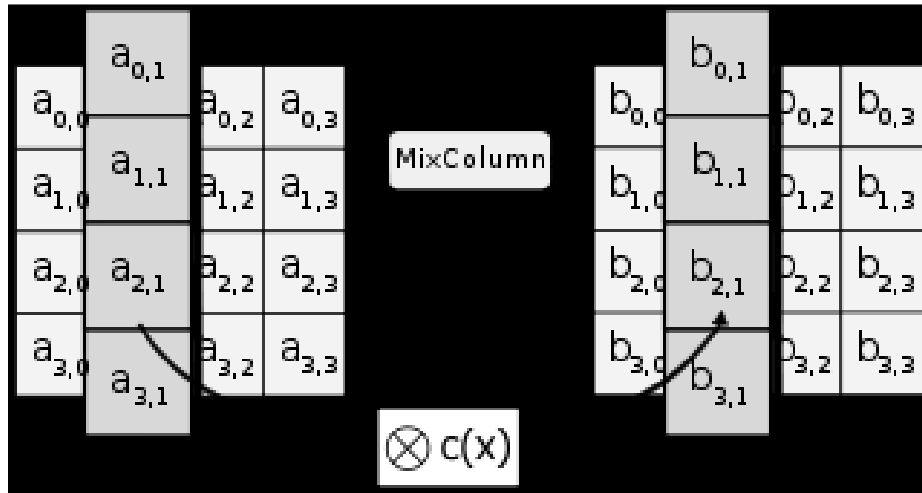 a0,0 a0,1 a0,2 a0,3
a1,0 a1,1 a1,2 a1,3
a2,0 a2,1 a2,2 a2,3
a3,0 a3,1 a3,2 a3,3
MixColumn
b0,0 b0,1 b0,2 b0,3
b1,0 b1,1 b1,2 b1,3
b2,0 b2,1 b2,2 b2,3
b3,0 b3,1 b3,2 b3,3
⊗ c(x)